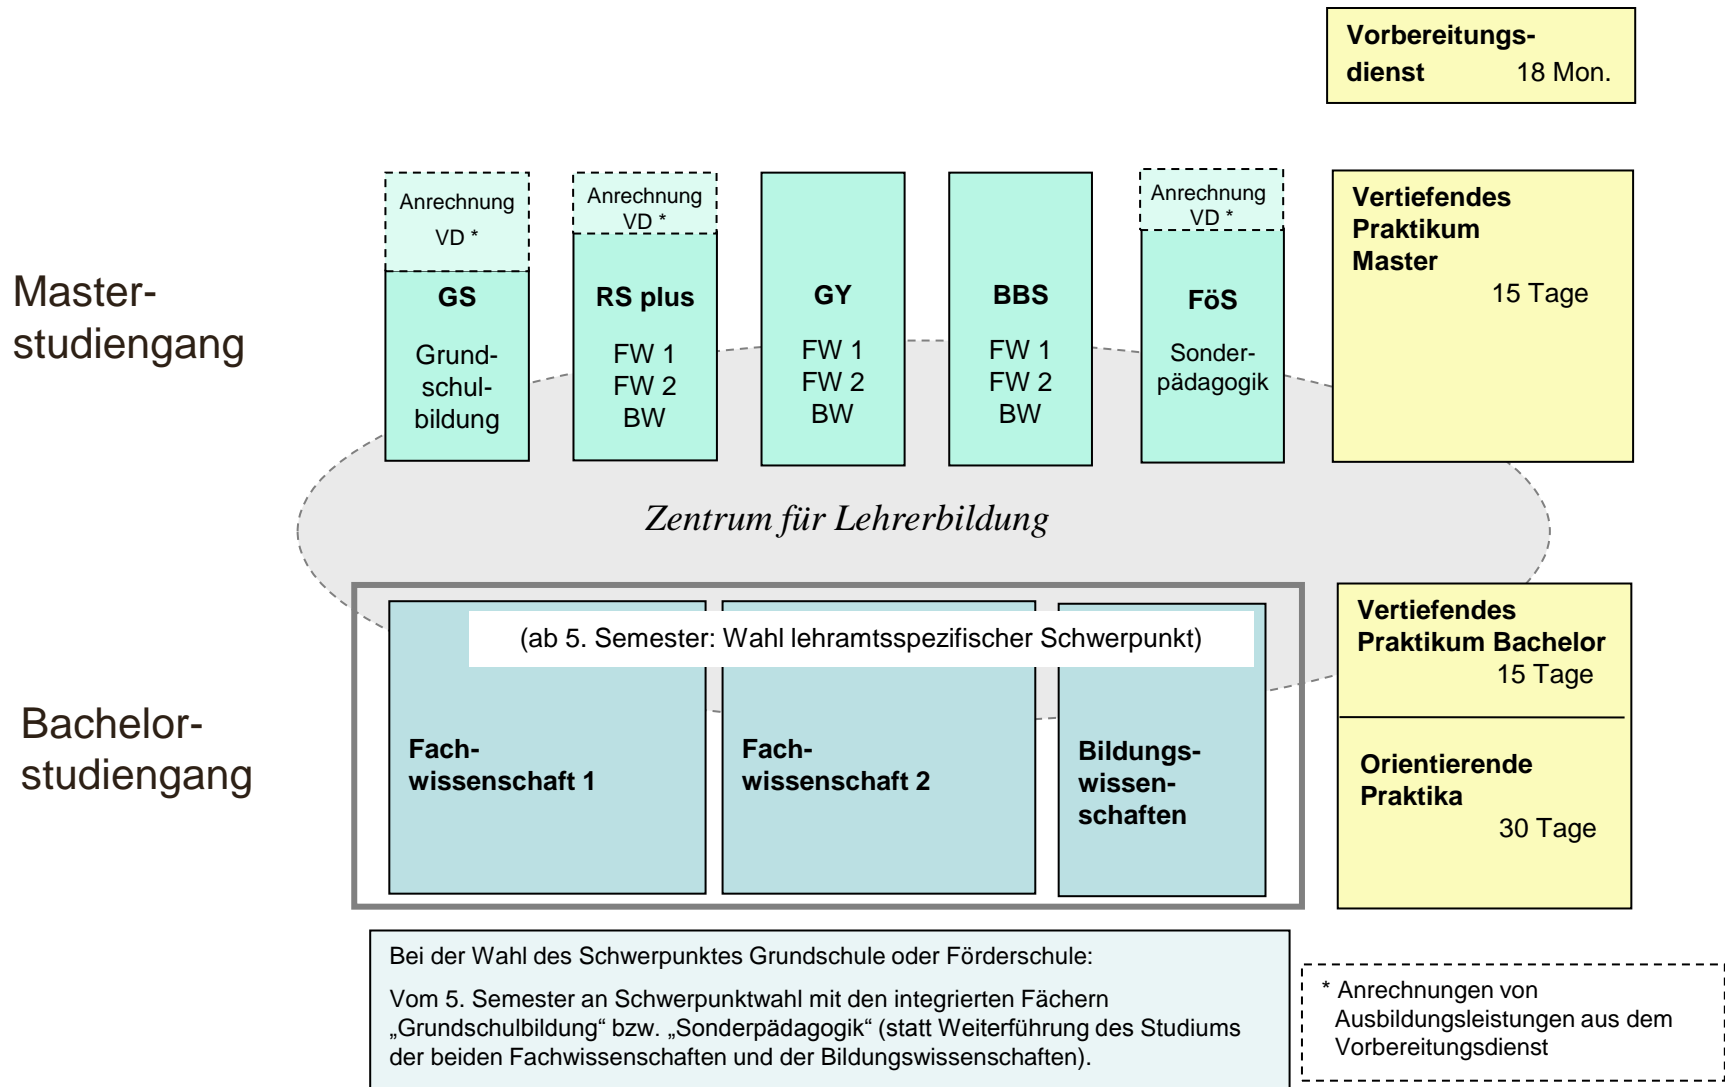 Vorbereitungs-
dienst 18 Mon.
Master-
studiengang
Anrechnung
VD *
GS
Grund-
schul-
bildung
Anrechnung
VD *
RS plus
FW 1
FW 2
BW
GY
FW 1
FW 2
BW
BBS
FW 1
FW 2
BW
Anrechnung
VD *
FöS
Sonder-
pädagogik
Vertiefendes
Praktikum
Master
15 Tage
Zentrum für Lehrerbildung
Bachelor-
studiengang
(ab 5. Semester: Wahl lehramtsspezifischer Schwerpunkt)
Fach-
wissenschaft 1
Fach-
wissenschaft 2
Bildungs-
wissen-
schaften
Vertiefendes
Praktikum Bachelor
15 Tage
Orientierende
Praktika
30 Tage
Bei der Wahl des Schwerpunktes Grundschule oder Förderschule:
Vom 5. Semester an Schwerpunktwahl mit den integrierten Fächern
„Grundschulbildung“ bzw. „Sonderpädagogik“ (statt Weiterführung des Studiums
der beiden Fachwissenschaften und der Bildungswissenschaften).
* Anrechnungen von
Ausbildungsleistungen aus dem
Vorbereitungsdienst